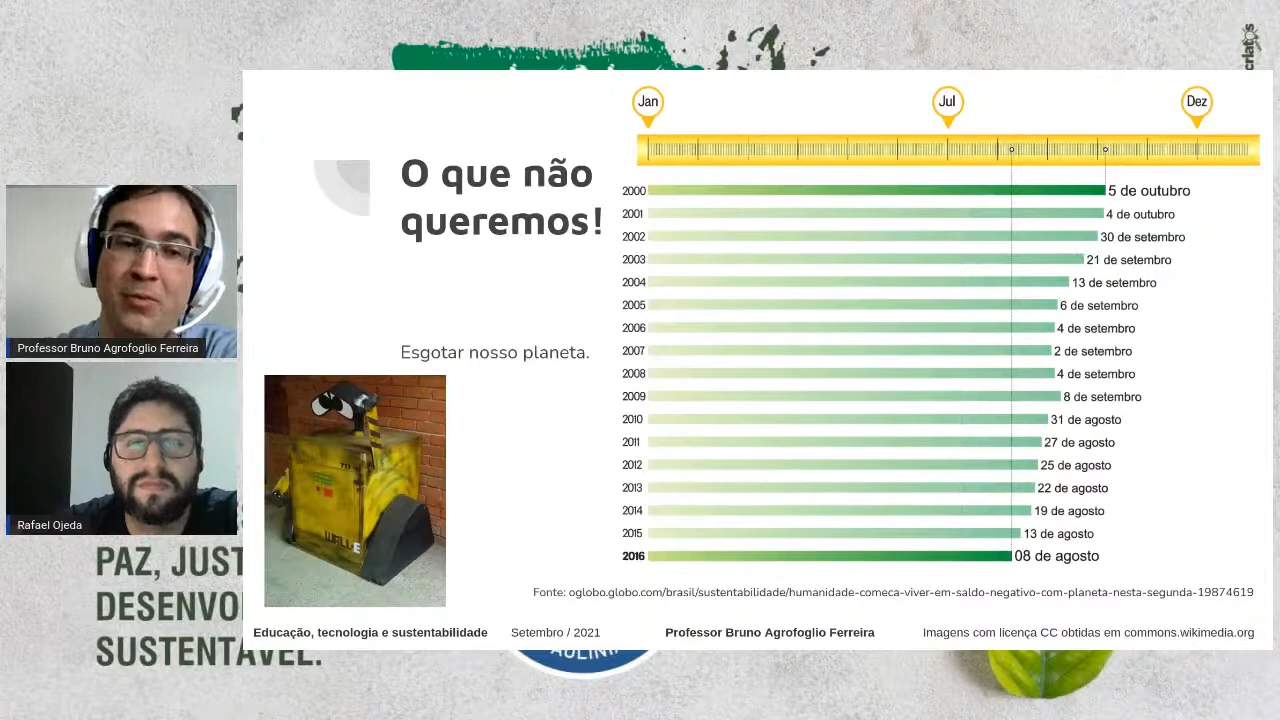 criatos
Jan
Jul
Dez
O que não
queremos!
Esgotar nosso planeta.
2000 5 de outubro
2001 4 de outubro
2002 30 de setembro
2003 21 de setembro
2004 13 de setembro
2005 6 de setembro
2006 4 de setembro
2007 2 de setembro
2008 4 de setembro
2009 8 de setembro
2010 31 de agosto
2011 27 de agosto
2012 25 de agosto
2013 22 de agosto
2014 19 de agosto
2015 13 de agosto
2016 08 de agosto
WALL·E
Fonte: oglobo.globo.com/brasil/sustentabilidade/humanidade-comeca-viver-em-saldo-negativo-com-planeta-nesta-segunda-19874619
Educação, tecnologia e sustentabilidade
Setembro / 2021
Professor Bruno Agrofoglio Ferreira
Imagens com licença CC obtidas em commons.wikimedia.org
Professor Bruno Agrofoglio Ferreira
Rafael Ojeda
PAZ, JUST
DESENVO
SUSTENTÁVEL.
AULINI